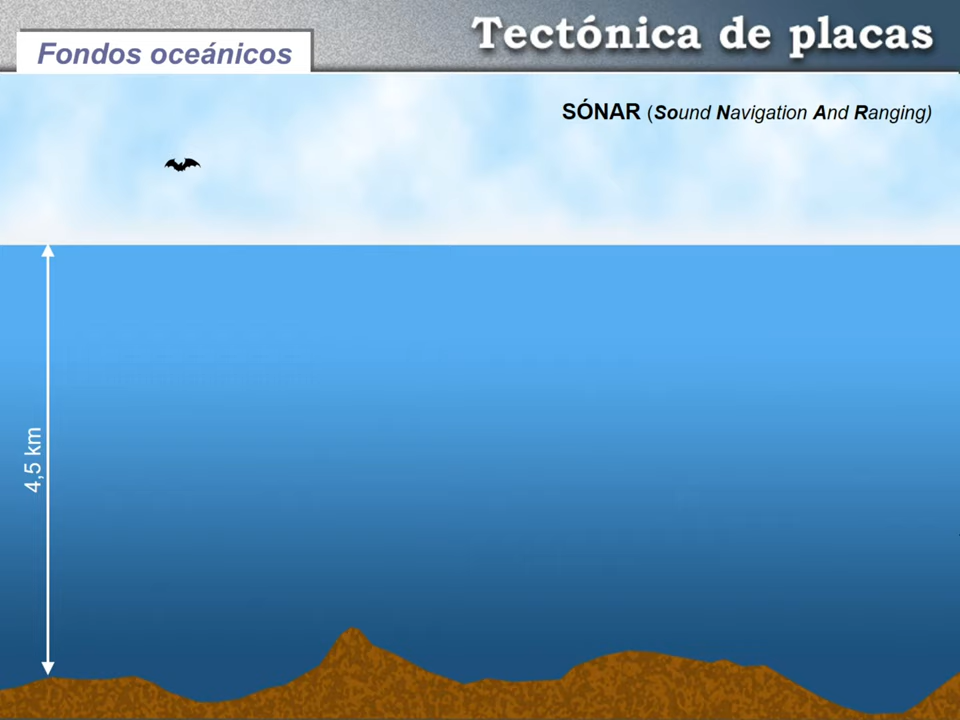 Tectónica de placas
Fondos oceánicos
SÓNAR (Sound Navigation And Ranging)
4,5 km